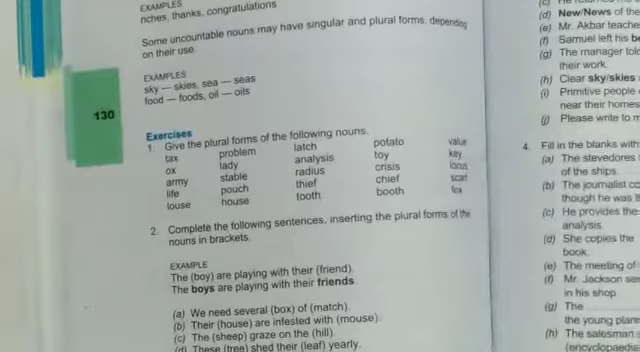 EXAMPLES
nches, thanks, congratulations
Some uncountable nouns may have singular and plural forms, depending
on their use.
EXAMPLES
sky — skies, sea — seas
food — foods, oil — oils
130
Exercises
1. Give the plural forms of the following nouns.
tax problem latch potato value
ox lady analysis toy key
army stable radius crisis locus
life pouch thief chief scarf
louse house tooth booth fox
2. Complete the following sentences, inserting the plural forms of the
nouns in brackets.
EXAMPLE
The (boy) are playing with their (friend).
The boys are playing with their friends.
(a) We need several (box) of (match).
(b) Their (house) are infested with (mouse).
(c) The (sheep) graze on the (hill).
(d) These (tree) shed their (leaf) yearly.
(d) New/News of the
(e) Mr. Akbar teache
(f) Samuel left his
(g) The manager told
their work.
(h) Clear sky/skies
(i) Primitive people
near their homes
(j) Please write to
4. Fill in the blanks with
(a) The stevedores
of the ships.
(b) The journalist
though he was
(c) He provides the
analysis.
(d) She copies the
book.
(e) The meeting of
(f) Mr. Jackson
in his shop
(g) The
the young
(h) The salesman
(encyclopaedia